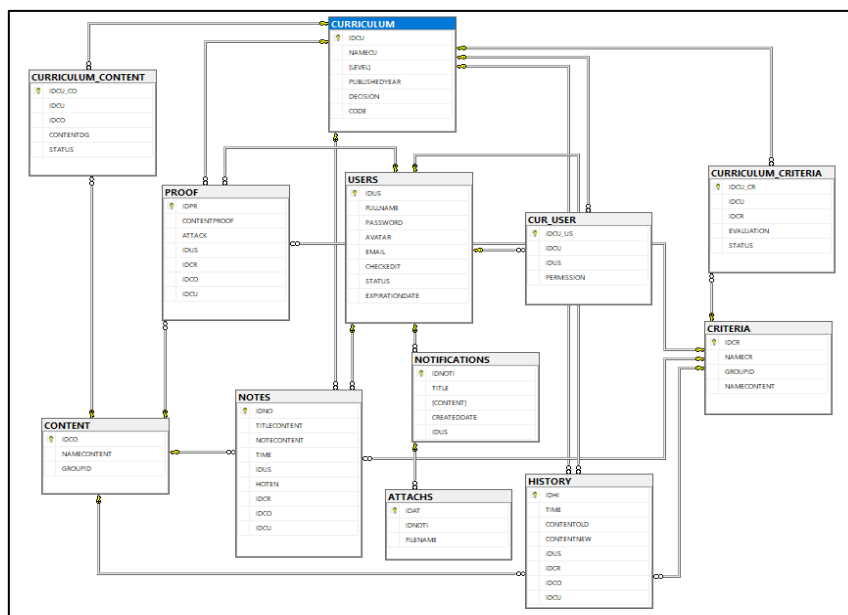 CURRICULUM
IDCU
NAMECU
[LEVEL]
PUBLISHEDYEAR
DECISION
CODE
CURRICULUM_CONTENT
IDCU_CO
IDCU
IDCO
CONTENTDG
STATUS
PROOF
IDPR
CONTENTPROOF
ATTACK
IDUS
IDCR
IDCO
IDCU
USERS
IDUS
FULLNAME
PASSWORD
AVATAR
EMAIL
CHECKEDIT
STATUS
EXPIRATIONDATE
CUR_USER
IDCU_US
IDCU
IDUS
PERMISSION
CURRICULUM_CRITERIA
IDCU_CR
IDCU
IDCR
EVALUATION
STATUS
CRITERIA
IDCR
NAMECR
GROUPID
NAMECONTENT
NOTIFICATIONS
IDNOTI
TITLE
[CONTENT]
CREATEDDATE
IDUS
NOTES
IDNO
TITLECONTENT
NOTECONTENT
TIME
IDUS
HOTEN
IDCR
IDCO
IDCU
CONTENT
IDCO
NAMECONTENT
GROUPID
ATTACHS
IDAT
IDNOTI
FILENAME
HISTORY
IDHI
TIME
CONTENTOLD
CONTENTNEW
IDUS
IDCR
IDCO
IDCU